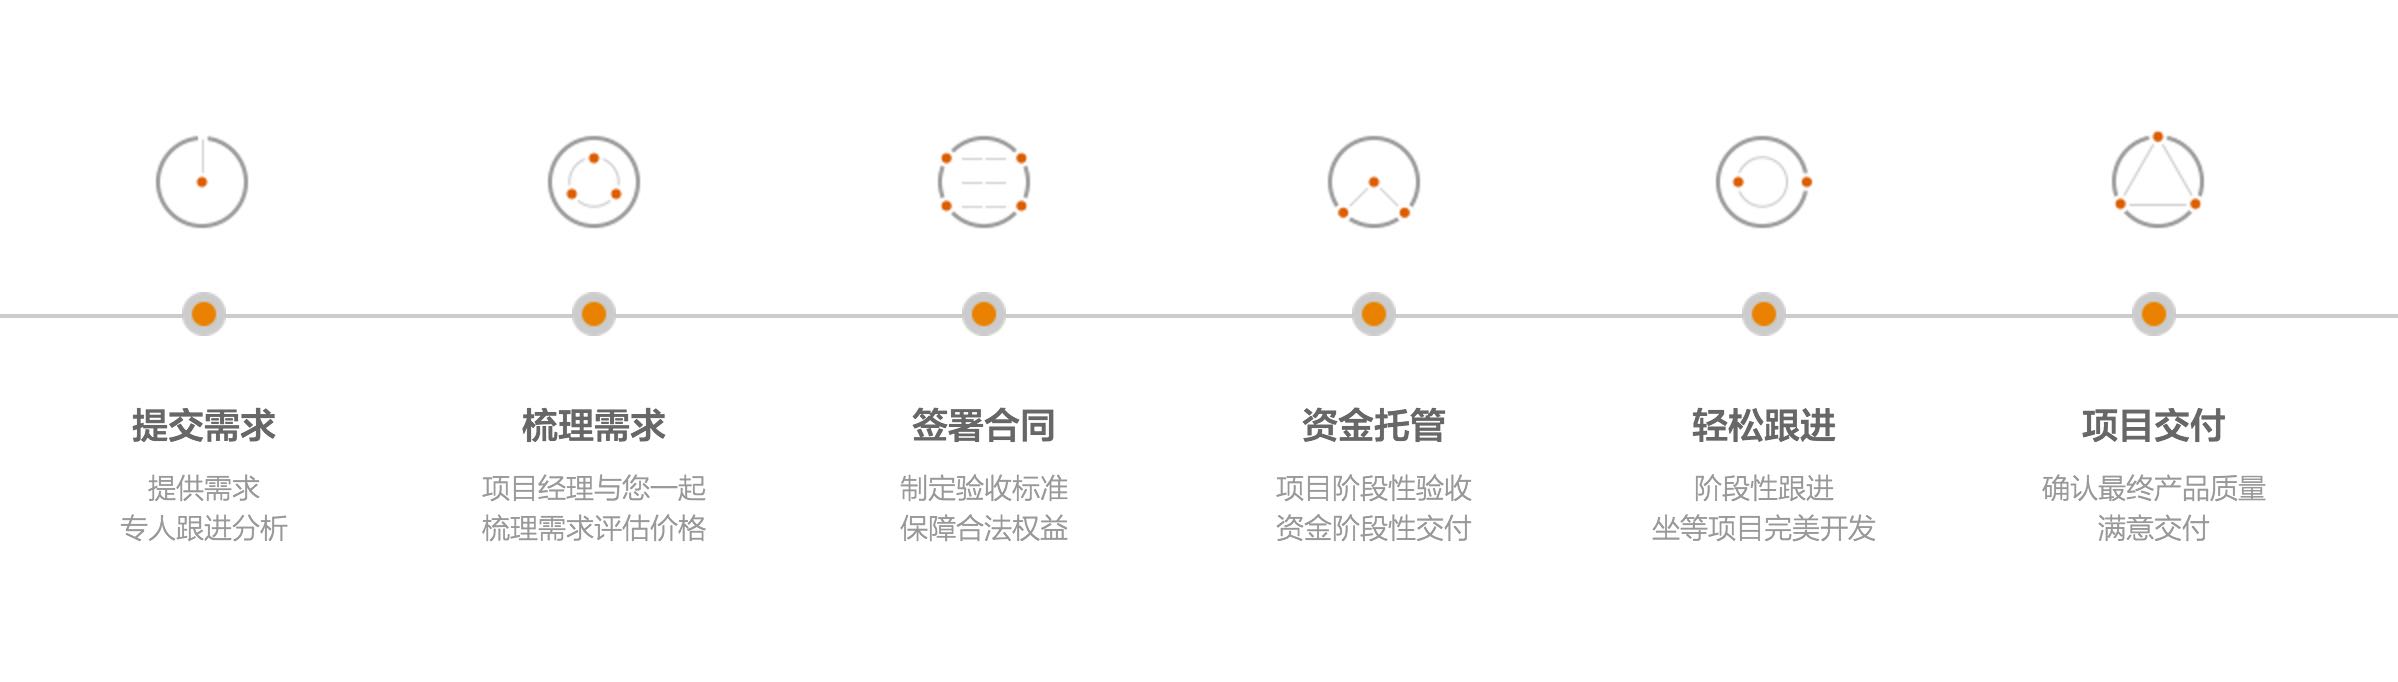 提交需求
提供需求
专人跟进分析
梳理需求
项目经理与您一起
梳理需求评估价格
签署合同
制定验收标准
保障合法权益
资金托管
项目阶段性验收
资金阶段性交付
轻松跟进
阶段性跟进
坐等项目完美开发
项目交付
确认最终产品质量
满意交付